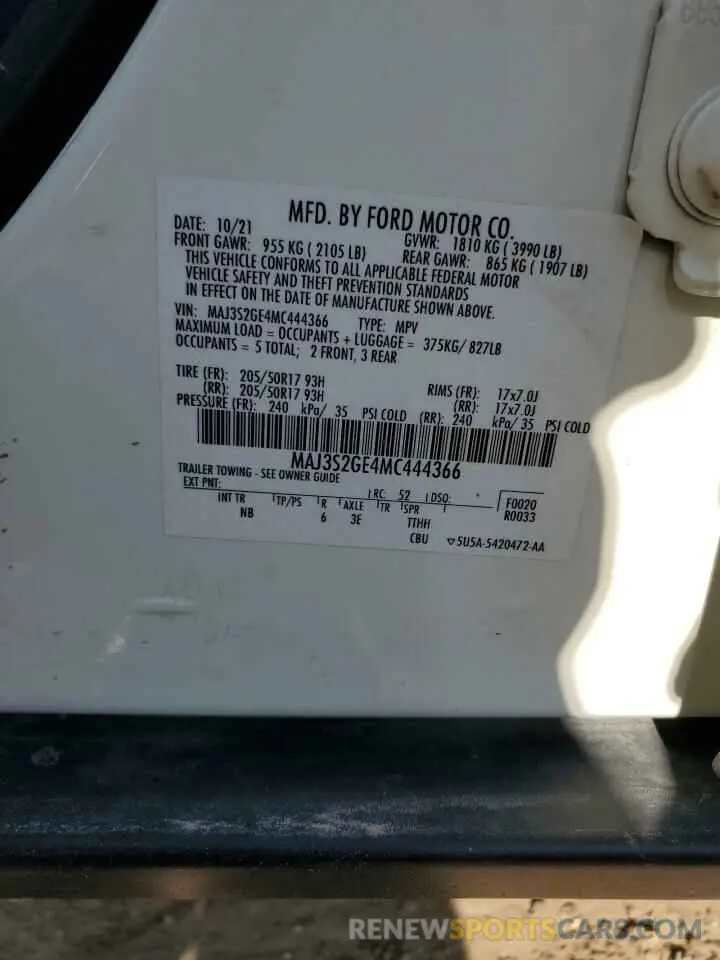 MFD. BY FORD MOTOR CO.
DATE: 10/21 GVWR: 1810 KG ( 3990 LB)
FRONT GAWR: 955 KG ( 2105 LB) REAR GAWR: 865 KG ( 1907 LB)
THIS VEHICLE CONFORMS TO ALL APPLICABLE FEDERAL MOTOR
VEHICLE SAFETY AND THEFT PREVENTION STANDARDS
IN EFFECT ON THE DATE OF MANUFACTURE SHOWN ABOVE.
VIN: MAJ3S2GE4MC444366 TYPE: MPV
MAXIMUM LOAD = OCCUPANTS + LUGGAGE = 375KG/ 827LB
OCCUPANTS = 5 TOTAL; 2 FRONT, 3 REAR
TIRE (FR): 205/50R17 93H RIMS (FR): 17x7.0J
(RR): 205/50R17 93H (RR): 17x7.0J
PRESSURE (FR): 240 kPa/ 35 PSI COLD (RR): 240 kPa/ 35 PSI COLD
MAJ3S2GE4MC444366
TRAILER TOWING - SEE OWNER GUIDE
EXT PNT: RC: 52 DSO: F0020
INT TR TP/PS R AXLE TR SPR R0033
NB 6 3E TTHH
CBU 5U5A-5420472-AA
RENEWSPORTSCARS.COM